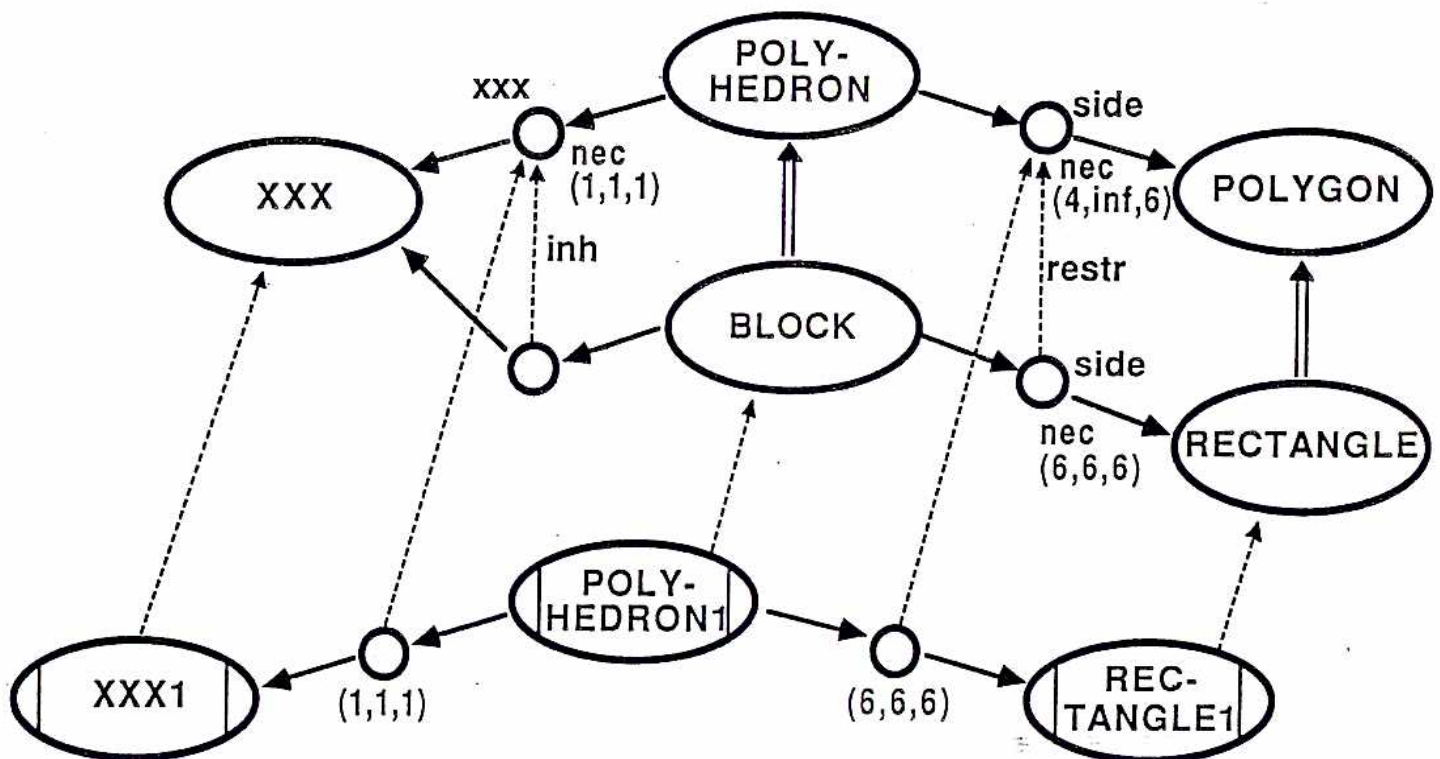 POLY-
HEDRON
xxx
side
nec
(1,1,1)
nec
(4,inf,6)
XXX
POLYGON
inh
restr
BLOCK
side
nec
(6,6,6)
RECTANGLE
POLY-
HEDRON1
XXX1
(1,1,1)
(6,6,6)
REC-
TANGLE1